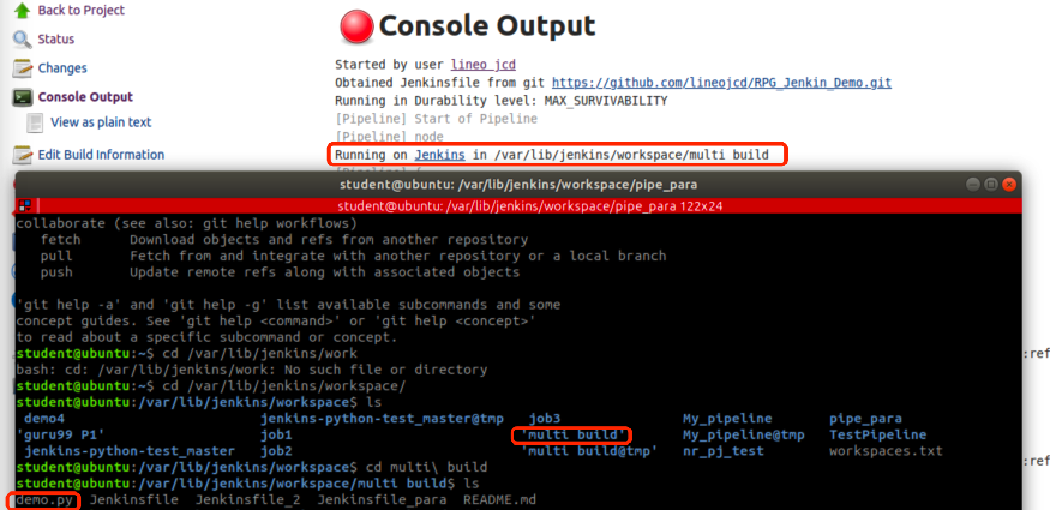 Back to Project
Status
Changes
Console Output
View as plain text
Edit Build Information
Console Output
Started by user lineo jcd
Obtained Jenkinsfile from git https://github.com/lineojcd/RPG_Jenkin_Demo.git
Running in Durability level: MAX_SURVIVABILITY
[Pipeline] Start of Pipeline
[Pipeline] node
Running on Jenkins in /var/lib/jenkins/workspace/multi build
student@ubuntu: /var/lib/jenkins/workspace/pipe_para
student@ubuntu: /var/lib/jenkins/workspace/pipe_para 122x24
collaborate (see also: git help workflows)
fetch Download objects and refs from another repository
pull Fetch from and integrate with another repository or a local branch
push Update remote refs along with associated objects
'git help -a' and 'git help -g' list available subcommands and some
concept guides. See 'git help <command>' or 'git help <concept>'
to read about a specific subcommand or concept.
student@ubuntu:~$ cd /var/lib/jenkins/work
bash: cd: /var/lib/jenkins/work: No such file or directory
student@ubuntu:~$ cd /var/lib/jenkins/workspace/
student@ubuntu:/var/lib/jenkins/workspace$ ls
demo4 jenkins-python-test_master@tmp job3 My_pipeline pipe_para
'guru99 P1' job1 'multi build' My_pipeline@tmp TestPipeline
jenkins-python-test_master job2 'multi build@tmp' nr_pj_test workspaces.txt
student@ubuntu:/var/lib/jenkins/workspace$ cd multi\ build
student@ubuntu:/var/lib/jenkins/workspace/multi build$ ls
demo.py Jenkinsfile Jenkinsfile_2 Jenkinsfile_para README.md
:ref
:ref